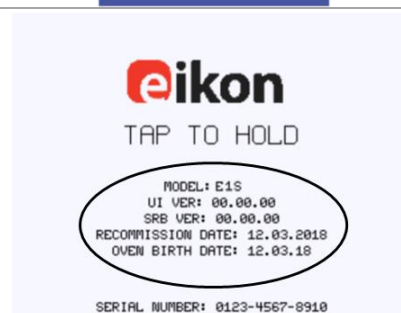 eikon
TAP TO HOLD
MODEL: E1S
UI VER: 00.00.00
SRB VER: 00.00.00
RECOMMISSION DATE: 12.03.2018
OVEN BIRTH DATE: 12.03.18
SERIAL NUMBER: 0123-4567-8910